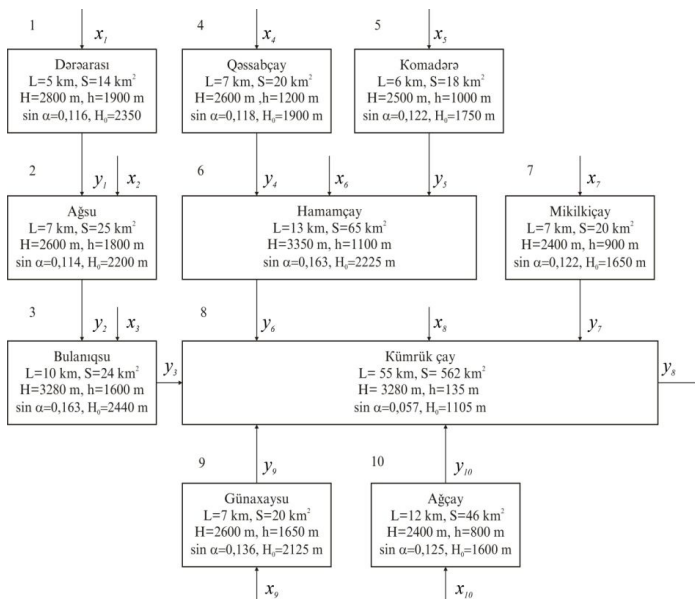 1
x₁
Dərəarası
L=5 km, S=14 km²
H=2800 m, h=1900 m
sin α=0,116, H₀=2350
4
x₄
Qəssabçay
L=7 km, S=20 km²
H=2600 m ,h=1200 m
sin α=0,118, H₀=1900 m
5
x₅
Komadərə
L=6 km, S=18 km²
H=2500 m, h=1000 m
sin α=0,122, H₀=1750 m
2
y₁
x₂
Ağsu
L=7 km, S=25 km²
H=2600 m, h=1800 m
sin α=0,114, H₀=2200 m
6
y₄
x₆
y₅
Hamamçay
L=13 km, S=65 km²
H=3350 m, h=1100 m
sin α=0,163, H₀=2225 m
7
x₇
Mikilkiçay
L=7 km, S=20 km²
H=2400 m, h=900 m
sin α=0,122, H₀=1650 m
3
y₂
x₃
Bulanıqsu
L=10 km, S=24 km²
H=3280 m, h=1600 m
sin α=0,163, H₀=2440 m
y₃
8
y₆
x₈
y₇
Kümrük çay
L= 55 km, S= 562 km²
H= 3280 m, h=135 m
sin α=0,057, H₀=1105 m
y₈
9
y₉
Günaxaysu
L=7 km, S=20 km²
H=2600 m, h=1650 m
sin α=0,136, H₀=2125 m
x₉
10
y₁₀
Ağçay
L=12 km, S=46 km²
H=2400 m, h=800 m
sin α=0,125, H₀=1600 m
x₁₀